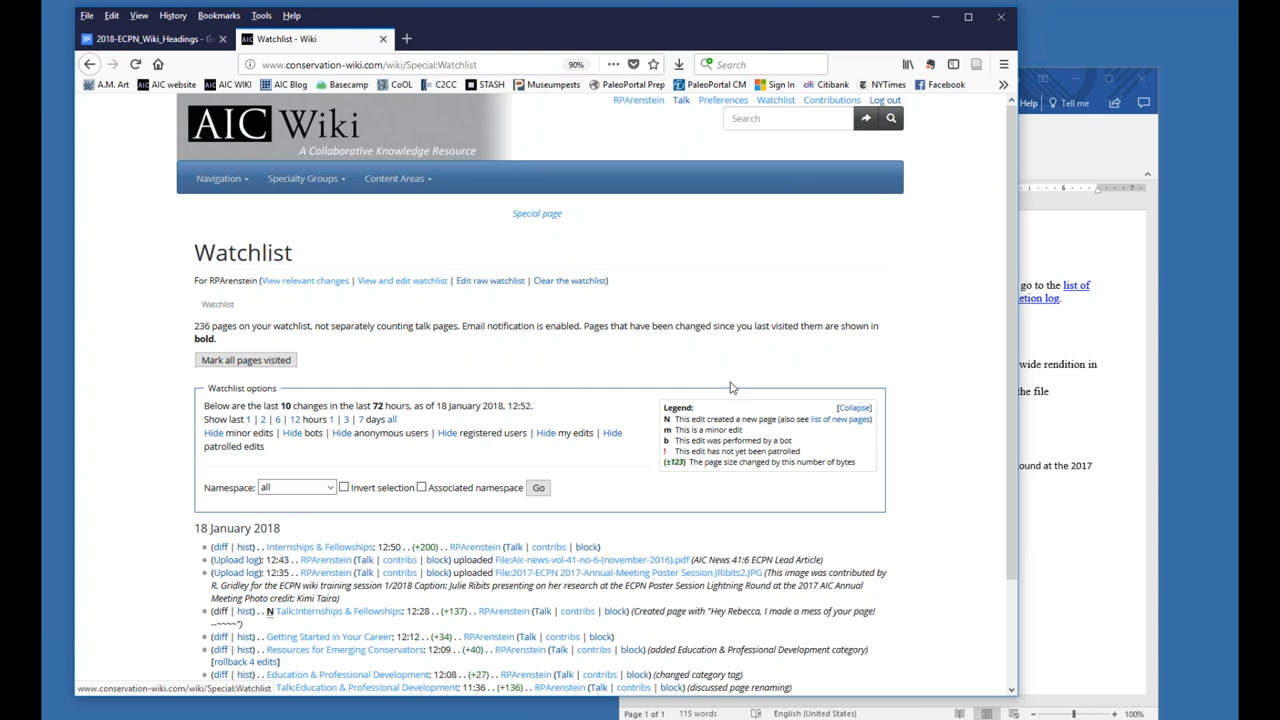 File Edit View History Bookmarks Tools Help
2018-ECPN_Wiki_Headings - G
AIC Watchlist - Wiki
www.conservation-wiki.com/wiki/Special:Watchlist 90% Search
A.M. Art AIC website AIC WIKI AIC Blog Basecamp CoOL C2CC STASH Museumpests PaleoPortal Prep PaleoPortal CM Sign In Citibank NYTimes Facebook
RPArenstein Talk Preferences Watchlist Contributions Log out
AIC Wiki
A Collaborative Knowledge Resource
Search
Navigation Specialty Groups Content Areas
Special page
Watchlist
For RPArenstein (View relevant changes | View and edit watchlist | Edit raw watchlist | Clear the watchlist)
Watchlist
236 pages on your watchlist, not separately counting talk pages. Email notification is enabled. Pages that have been changed since you last visited them are shown in
bold.
Mark all pages visited
Watchlist options
Below are the last 10 changes in the last 72 hours, as of 18 January 2018, 12:52.
Show last 1 | 2 | 6 | 12 hours 1 | 3 | 7 days all
Hide minor edits | Hide bots | Hide anonymous users | Hide registered users | Hide my edits | Hide
patrolled edits
Legend: [Collapse]
N This edit created a new page (also see list of new pages)
m This is a minor edit
b This edit was performed by a bot
! This edit has not yet been patrolled
(±123) The page size changed by this number of bytes
Namespace: all Invert selection Associated namespace Go
18 January 2018
(diff | hist) . . Internships & Fellowships; 12:50 . . (+200) . . RPArenstein (Talk | contribs | block)
(Upload log); 12:43 . . RPArenstein (Talk | contribs | block) uploaded File:Aic-news-vol-41-no-6-(november-2016).pdf (AIC News 41:6 ECPN Lead Article)
(Upload log); 12:35 . . RPArenstein (Talk | contribs | block) uploaded File:2017-ECPN 2017-Annual-Meeting Poster Session JRibits2.JPG (This image was contributed by
R. Gridley for the ECPN wiki training session 1/2018 Caption: Julie Ribits presenting on her research at the ECPN Poster Session Lightning Round at the 2017 AIC Annual
Meeting Photo credit: Kimi Taira)
(diff | hist) . . N Talk:Internships & Fellowships; 12:28 . . (+137) . . RPArenstein (Talk | contribs | block) (Created page with "Hey Rebecca, I made a mess of your page!
--~~~~")
(diff | hist) . . Getting Started in Your Career; 12:12 . . (+34) . . RPArenstein (Talk | contribs | block)
(diff | hist) . . Resources for Emerging Conservators; 12:09 . . (+40) . . RPArenstein (Talk | contribs | block) (added Education & Professional Development category)
[rollback 4 edits]
(diff | hist) . . Education & Professional Development; 12:08 . . (+27) . . RPArenstein (Talk | contribs | block) (changed category tag)
Talk:Education & Professional Development; 11:36 . . (+136) . . RPArenstein (Talk | contribs | block) (discussed page renaming)
www.conservation-wiki.com/wiki/Special:Watchlist
Help Tell me
6 7
go to the list of
etion log.
wide rendition in
the file
ound at the 2017
Page 1 of 1 115 words English (United States) 100%